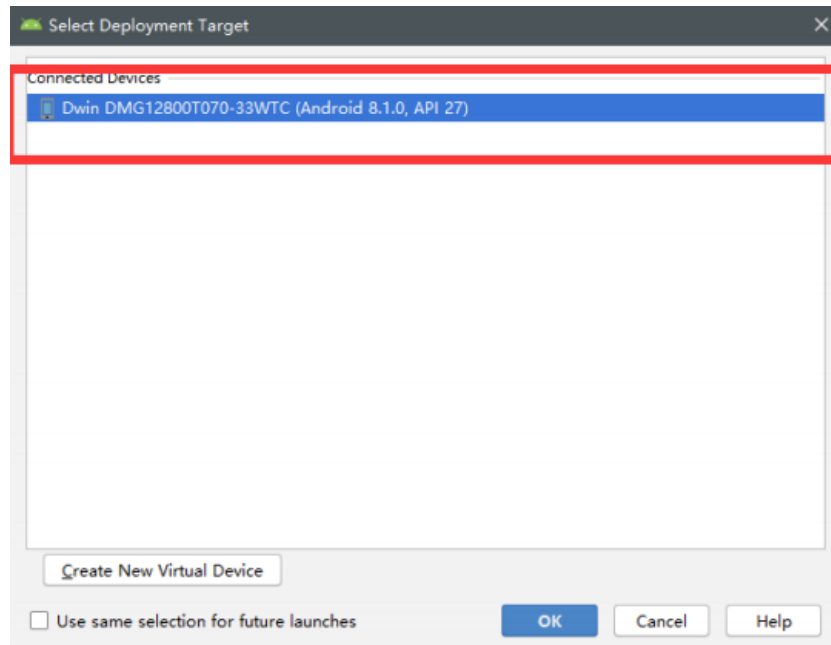 Select Deployment Target
Connected Devices
Dwin DMG12800T070-33WTC (Android 8.1.0, API 27)
Create New Virtual Device
Use same selection for future launches
OK Cancel Help